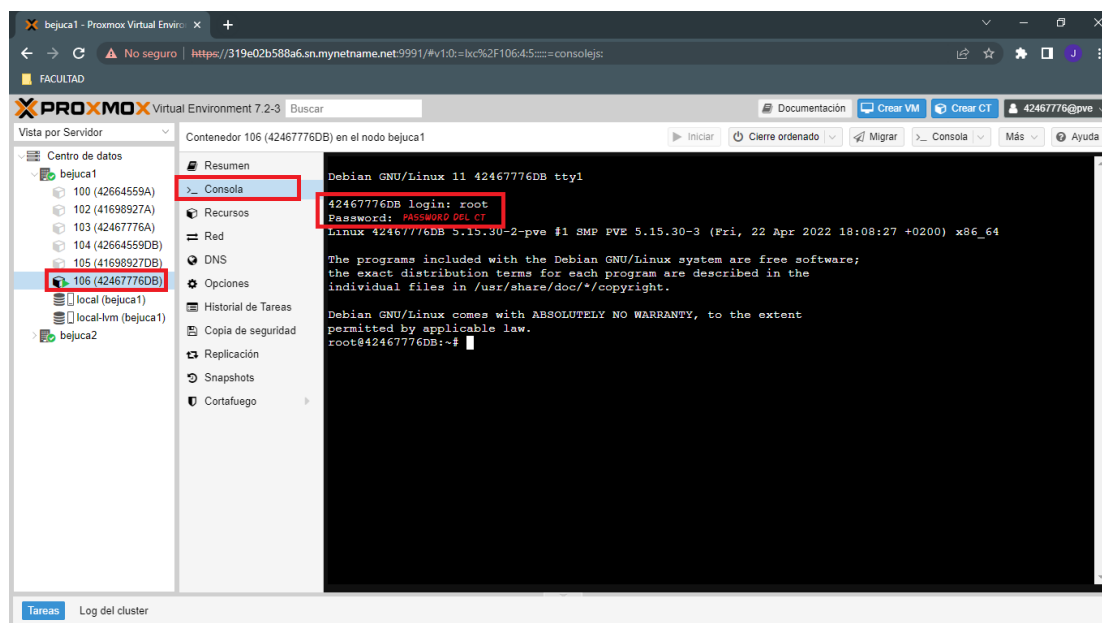 bejuca1 - Proxmox Virtual Enviro
No seguro | https://319e02b588a6.sn.mynetname.net:9991/#v1:0:=lxc%2F106:4:5:::::=consolejs:
J
FACULTAD
PROXMOX Virtual Environment 7.2-3 Buscar
Documentación Crear VM Crear CT 42467776@pve
Vista por Servidor
Contenedor 106 (42467776DB) en el nodo bejuca1
Iniciar Cierre ordenado Migrar >_ Consola Más Ayuda
Centro de datos
bejuca1
100 (42664559A)
102 (41698927A)
103 (42467776A)
104 (42664559DB)
105 (41698927DB)
106 (42467776DB)
local (bejuca1)
local-lvm (bejuca1)
bejuca2
Resumen
>_ Consola
Recursos
Red
DNS
Opciones
Historial de Tareas
Copia de seguridad
Replicación
Snapshots
Cortafuego
Debian GNU/Linux 11 42467776DB tty1
42467776DB login: root
Password: PASSWORD DEL CT
Linux 42467776DB 5.15.30-2-pve #1 SMP PVE 5.15.30-3 (Fri, 22 Apr 2022 18:08:27 +0200) x86_64
The programs included with the Debian GNU/Linux system are free software;
the exact distribution terms for each program are described in the
individual files in /usr/share/doc/*/copyright.
Debian GNU/Linux comes with ABSOLUTELY NO WARRANTY, to the extent
permitted by applicable law.
root@42467776DB:~#
Tareas Log del cluster